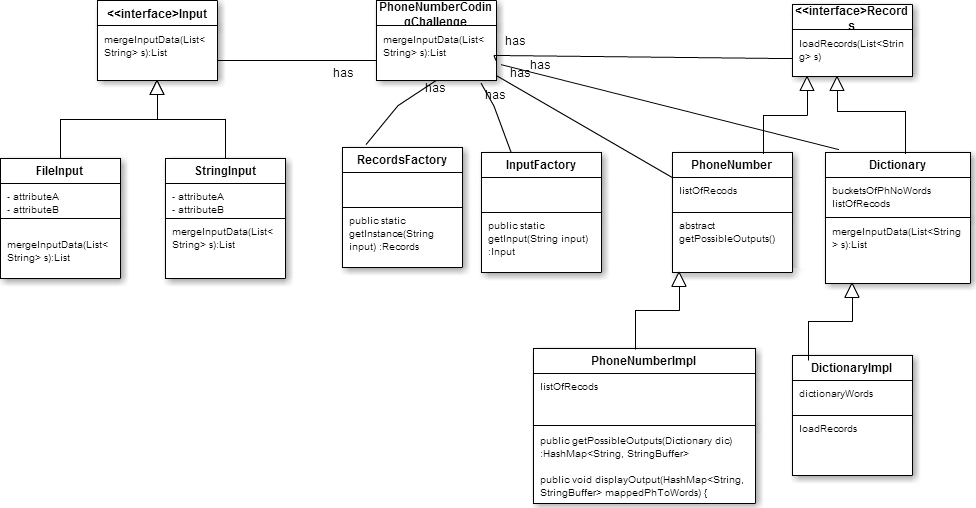 <<interface>Input
mergeInputData(List<
String> s):List
PhoneNumberCodin
gChallenge
mergeInputData(List<
String> s):List
<<interface>Record
s
loadRecords(List<Strin
g> s)
has
has
has
has
has
has
FileInput
- attributeA
- attributeB
mergeInputData(List<
String> s):List
StringInput
- attributeA
- attributeB
mergeInputData(List<
String> s):List
RecordsFactory
public static
getInstance(String
input) :Records
InputFactory
public static
getInput(String input)
:Input
PhoneNumber
listOfRecods
abstract
getPossibleOutputs()
Dictionary
bucketsOfPhNoWords
listOfRecods
mergeInputData(List<String
> s):List
PhoneNumberImpl
listOfRecods
public getPossibleOutputs(Dictionary dic)
:HashMap<String, StringBuffer>
public void displayOutput(HashMap<String,
StringBuffer> mappedPhToWords) {
DictionaryImpl
dictionaryWords
loadRecords